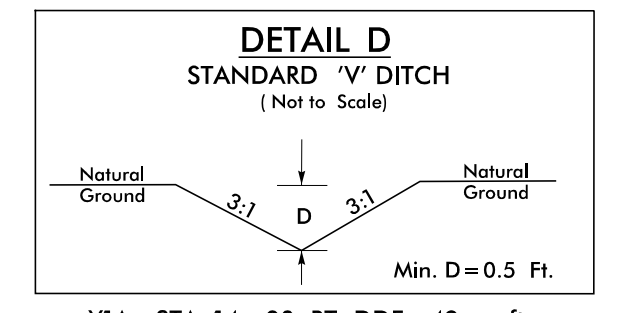 DETAIL D
STANDARD 'V' DITCH
( Not to Scale)
Natural
Ground
3:1
D
3:1
Natural
Ground
Min. D=0.5 Ft.